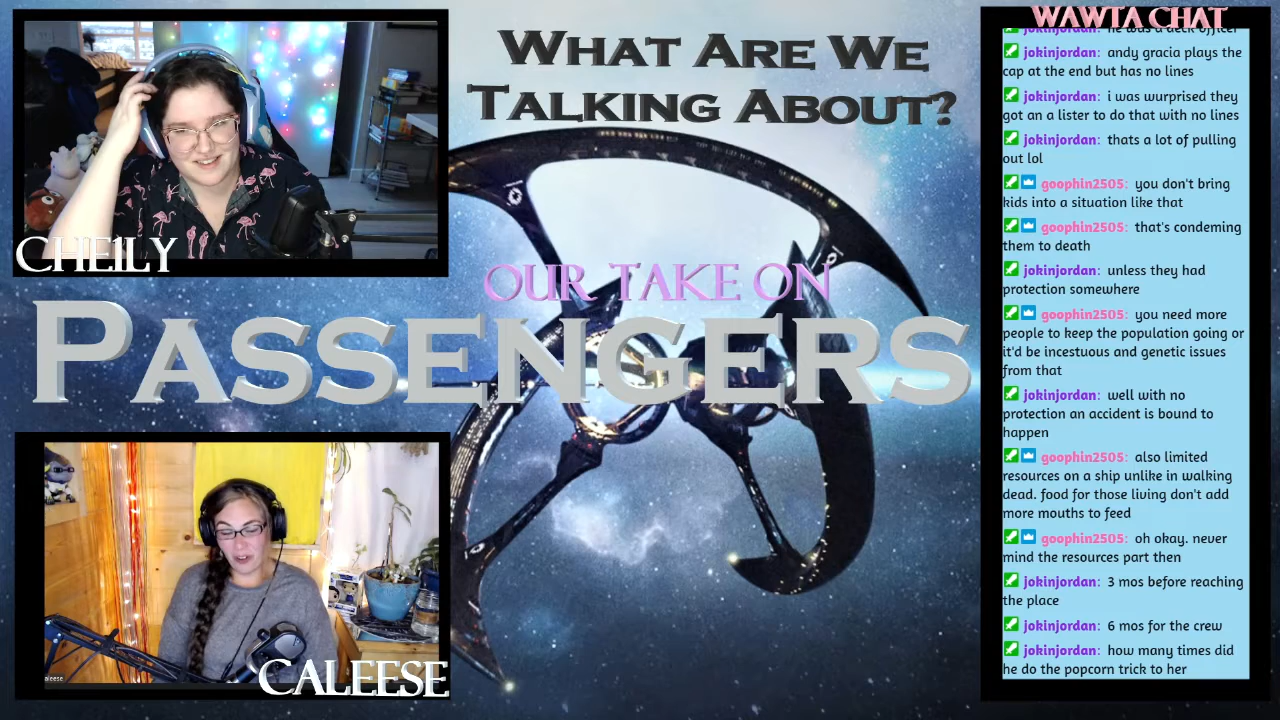 WHAT ARE WE
TALKING ABOUT?
CHE1LY
OUR TAKE ON
PASSENGERS
caleese
CALEESE
WAWTA CHAT
jokinjordan: he was a deck officer
jokinjordan: andy gracia plays the
cap at the end but has no lines
jokinjordan: i was wurprised they
got an a lister to do that with no lines
jokinjordan: thats a lot of pulling
out lol
goophin2505: you don't bring
kids into a situation like that
goophin2505: that's condeming
them to death
jokinjordan: unless they had
protection somewhere
goophin2505: you need more
people to keep the population going or
it'd be incestuous and genetic issues
from that
jokinjordan: well with no
protection an accident is bound to
happen
goophin2505: also limited
resources on a ship unlike in walking
dead. food for those living don't add
more mouths to feed
goophin2505: oh okay. never
mind the resources part then
jokinjordan: 3 mos before reaching
the place
jokinjordan: 6 mos for the crew
jokinjordan: how many times did
he do the popcorn trick to her